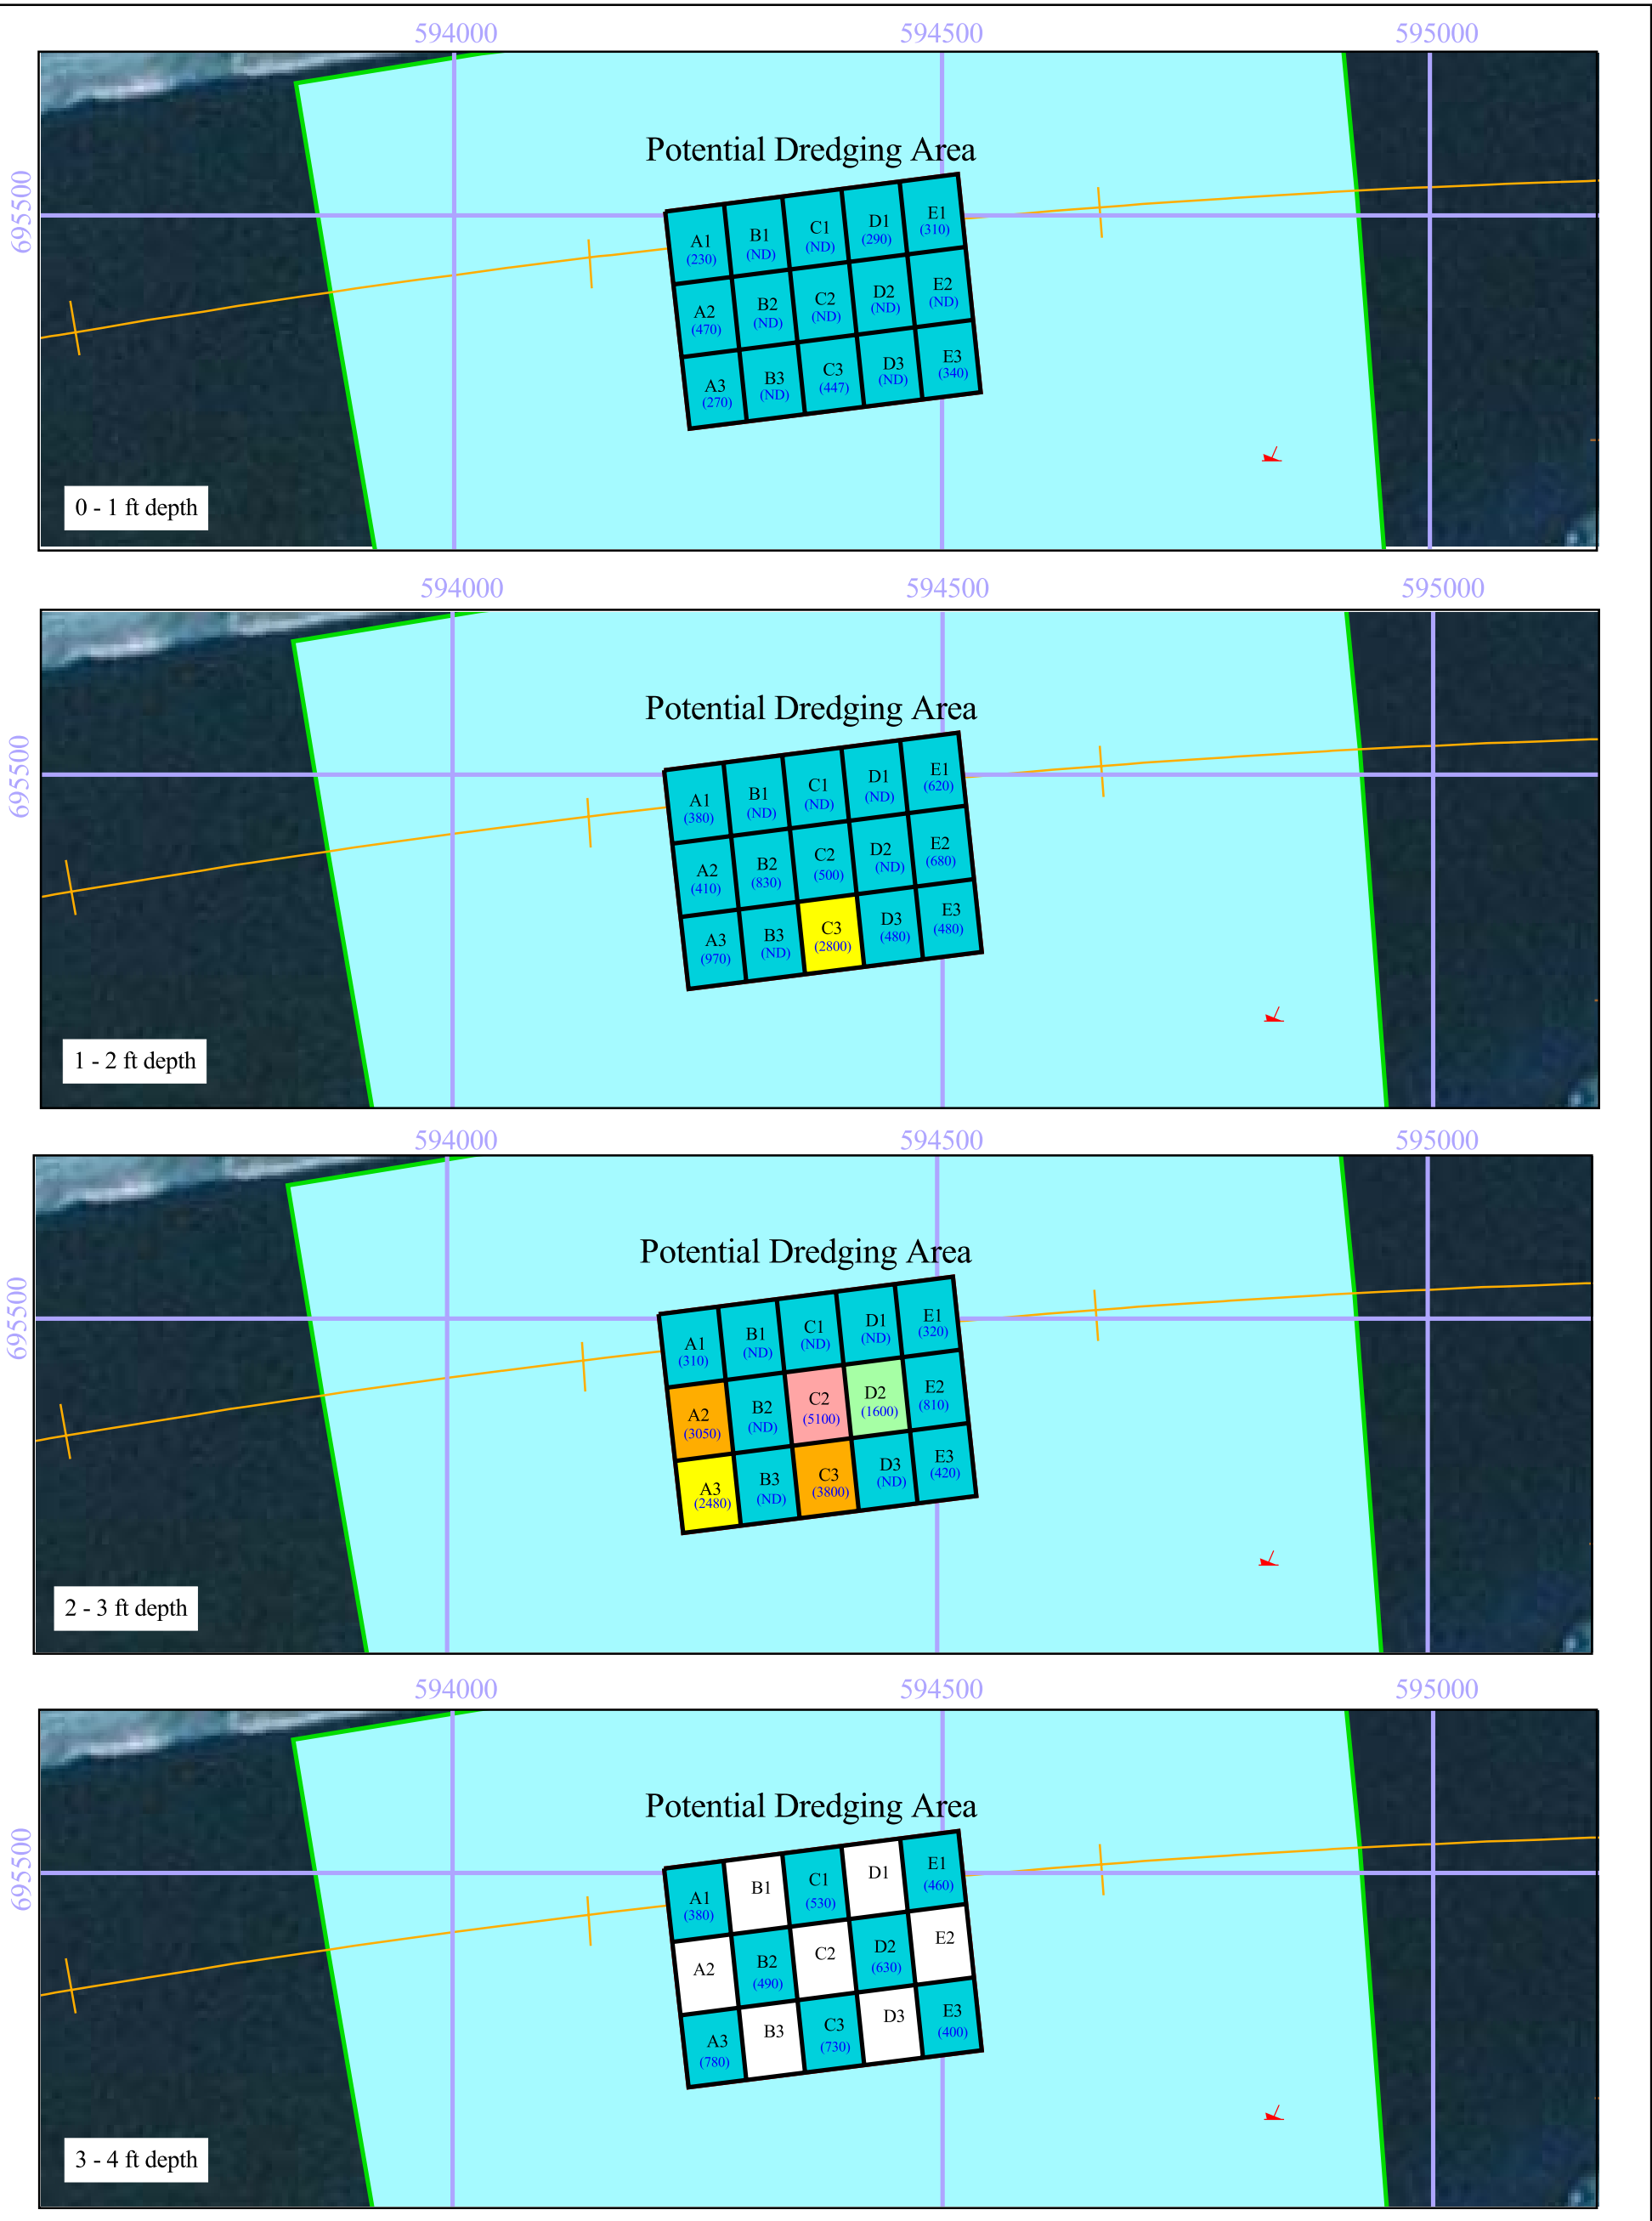 594000 594500 595000
695500
Potential Dredging Area
A1 B1 C1 D1 E1
(230) (ND) (ND) (290) (310)
A2 B2 C2 D2 E2
(470) (ND) (ND) (ND) (ND)
A3 B3 C3 D3 E3
(270) (ND) (447) (ND) (340)
0 - 1 ft depth
594000 594500 595000
695500
Potential Dredging Area
A1 B1 C1 D1 E1
(380) (ND) (ND) (ND) (620)
A2 B2 C2 D2 E2
(410) (830) (500) (ND) (680)
A3 B3 C3 D3 E3
(970) (ND) (2800) (480) (480)
1 - 2 ft depth
594000 594500 595000
695500
Potential Dredging Area
A1 B1 C1 D1 E1
(310) (ND) (ND) (ND) (320)
A2 B2 C2 D2 E2
(3050) (ND) (5100) (1600) (810)
A3 B3 C3 D3 E3
(2480) (ND) (3800) (ND) (420)
2 - 3 ft depth
594000 594500 595000
695500
Potential Dredging Area
A1 B1 C1 D1 E1
(380) (530) (460)
A2 B2 C2 D2 E2
(490) (630)
A3 B3 C3 D3 E3
(780) (730) (400)
3 - 4 ft depth